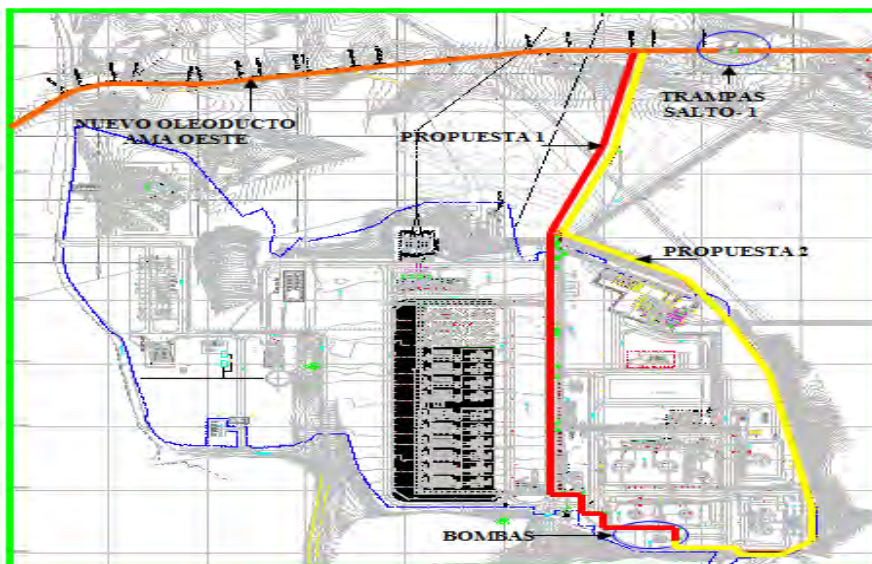 NUEVO OLEODUCTO
AMA OESTE
PROPUESTA 1
TRAMPAS
SALTO- 1
PROPUESTA 2
BOMBAS